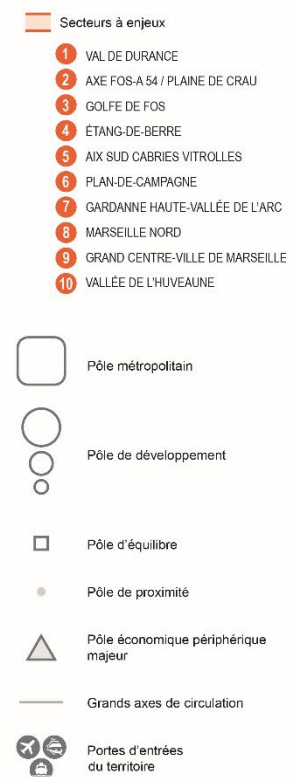 Secteurs à enjeux
1 VAL DE DURANCE
2 AXE FOS-A 54 / PLAINE DE CRAU
3 GOLFE DE FOS
4 ÉTANG-DE-BERRE
5 AIX SUD CABRIES VITROLLES
6 PLAN-DE-CAMPAGNE
7 GARDANNE HAUTE-VALLÉE DE L'ARC
8 MARSEILLE NORD
9 GRAND CENTRE-VILLE DE MARSEILLE
10 VALLÉE DE L'HUVEAUNE
Pôle métropolitain
Pôle de développement
Pôle d'équilibre
Pôle de proximité
Pôle économique périphérique
majeur
Grands axes de circulation
Portes d'entrées
du territoire